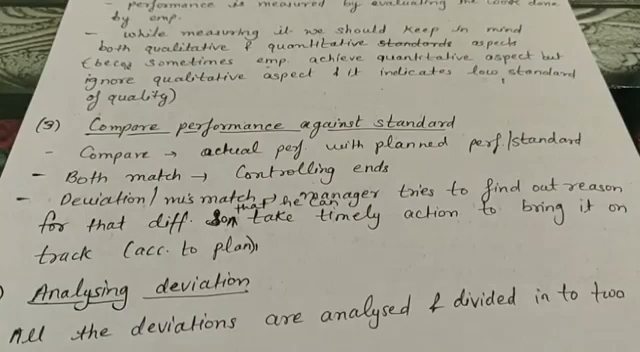 - performance is measured by evaluating the work done
by emp.
- while measuring it we should keep in mind
both qualitative & quantitative standards aspects
(becoz sometimes emp. achieve quantitative aspect but
ignore qualitative aspect & it indicates low standard
of quality)
(3) Compare performance against standard
- Compare → actual perf with planned perf./standard
- Both match → Controlling ends
- Deviation / mismatch → manager tries to find out reason
that he can
for that diff. take timely action to bring it on
track (acc. to plan)
) Analysing deviation
All the deviations are analysed & divided in to two